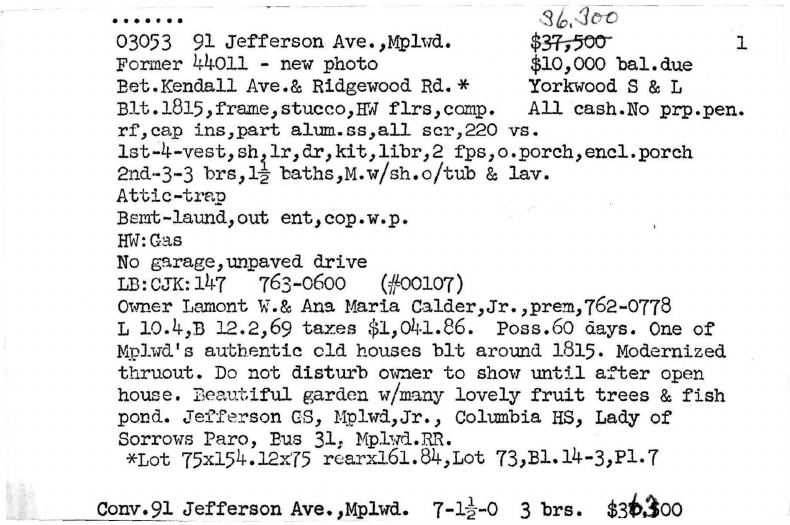 .......
36,300
03053 91 Jefferson Ave.,Mplwd. $37,500 1
Former 44011 - new photo $10,000 bal.due
Bet.Kendall Ave.& Ridgewood Rd.* Yorkwood S & L
Blt.1815,frame,stucco,HW flrs,comp. All cash.No prp.pen.
rf,cap ins,part alum.ss,all scr,220 vs.
1st-4-vest,sh,lr,dr,kit,libr,2 fps,o.porch,encl.porch
2nd-3-3 brs,1½ baths,M.w/sh.o/tub & lav.
Attic-trap
Bsmt-laund,out ent,cop.w.p.
HW:Gas
No garage,unpaved drive
LB:CJK:147 763-0600 (#00107)
Owner Lamont W.& Ana Maria Calder,Jr.,prem,762-0778
L 10.4,B 12.2,69 taxes $1,041.86. Poss.60 days. One of
Mplwd's authentic old houses blt around 1815. Modernized
thruout. Do not disturb owner to show until after open
house. Beautiful garden w/many lovely fruit trees & fish
pond. Jefferson GS, Mplwd,Jr., Columbia HS, Lady of
Sorrows Paro, Bus 31, Mplwd.RR.
*Lot 75x154.12x75 rearx161.84,Lot 73,Bl.14-3,Pl.7
Conv.91 Jefferson Ave.,Mplwd. 7-1½-0 3 brs. $36,300